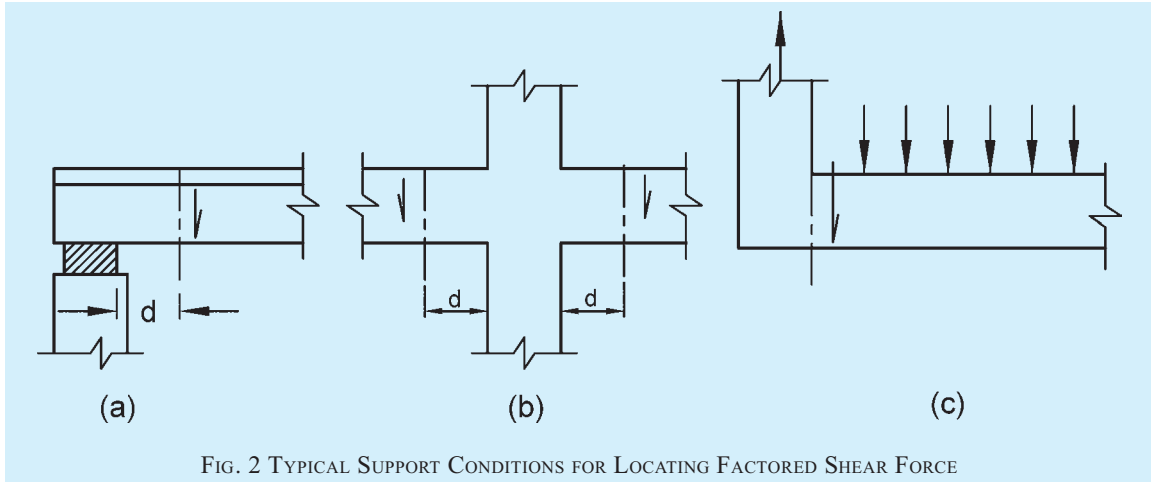 d
d
d
(a)
(b)
(c)
FIG. 2 TYPICAL SUPPORT CONDITIONS FOR LOCATING FACTORED SHEAR FORCE